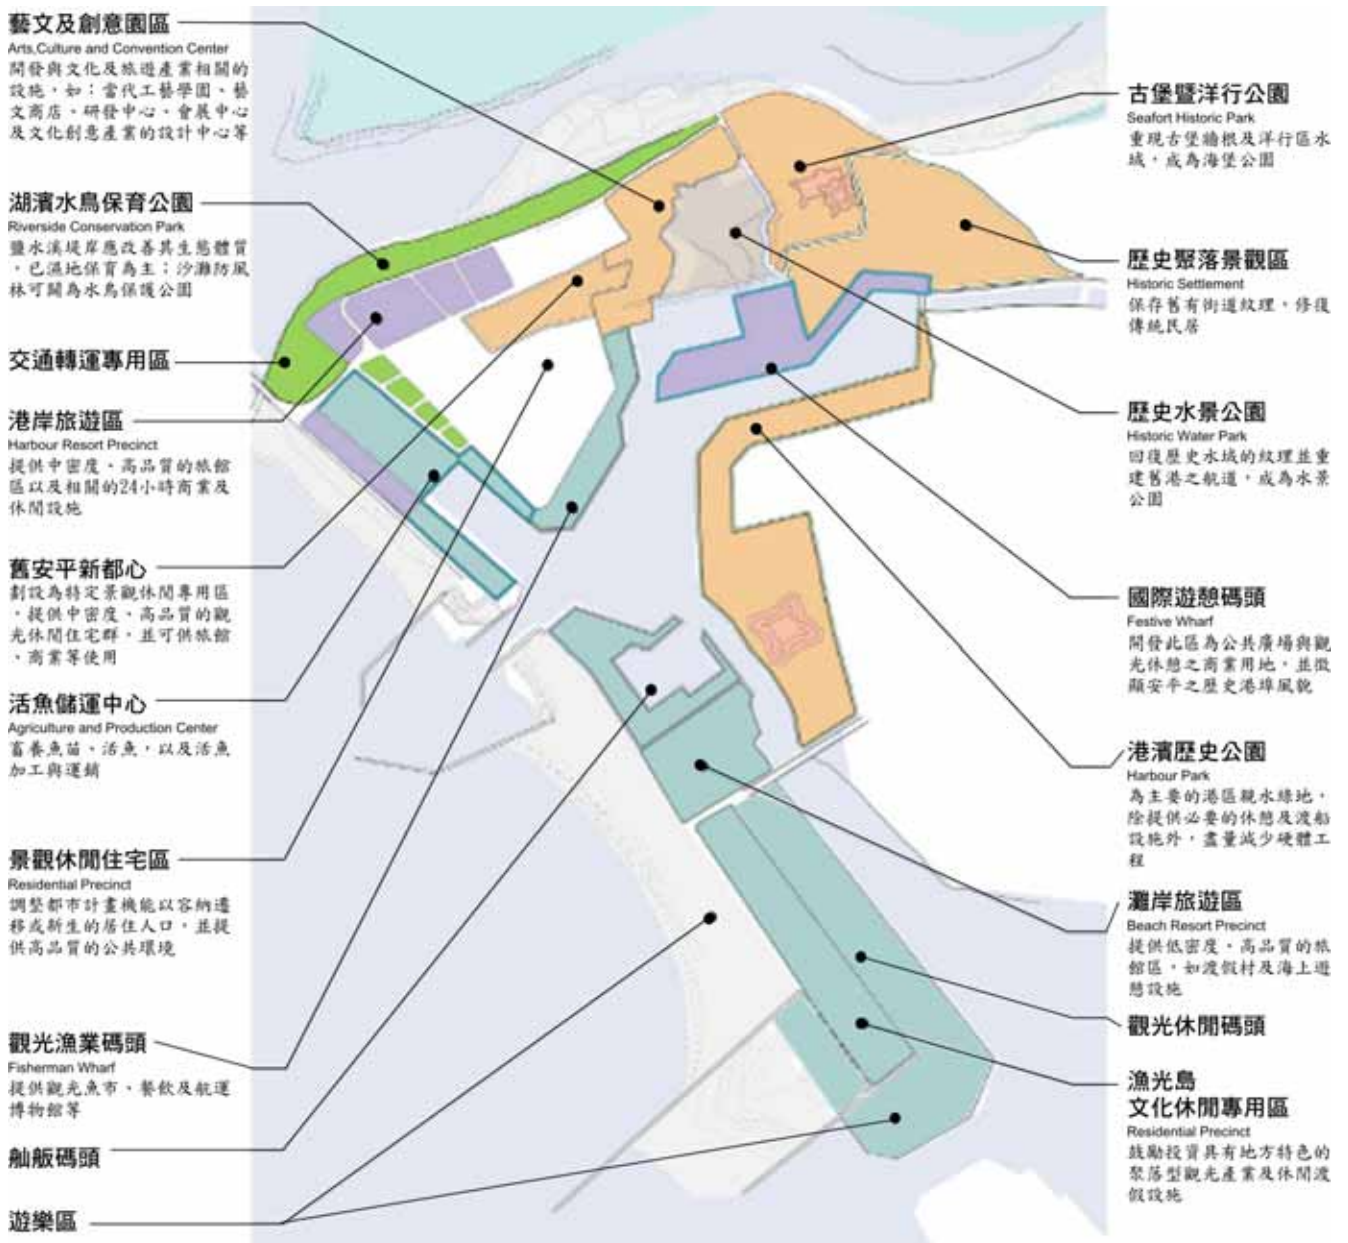 藝文及創意園區
Arts,Culture and Convention Center
開發與文化及旅遊產業相關的
設施，如：當代工藝學園、藝
文商店、研發中心、會展中心
及文化創意產業的設計中心等
湖濱水鳥保育公園
Riverside Conservation Park
鹽水溪堤岸應改善其生態體質
，已濕地保育為主；沙灘防風
林可闢為水鳥保護公園
交通轉運專用區
港岸旅遊區
Harbour Resort Precinct
提供中密度、高品質的旅館
區以及相關的24小時商業及
休閒設施
舊安平新都心
劃設為特定景觀休閒專用區
，提供中密度、高品質的觀
光休閒住宅群，並可供旅館
、商業等使用
活魚儲運中心
Agriculture and Production Center
畜養魚苗、活魚，以及活魚
加工與運銷
景觀休閒住宅區
Residential Precinct
調整都市計畫機能以容納遷
移或新生的居住人口，並提
供高品質的公共環境
觀光漁業碼頭
Fisherman Wharf
提供觀光魚市、餐飲及航運
博物館等
舢舨碼頭
遊樂區
古堡暨洋行公園
Seafort Historic Park
重現古堡牆根及洋行區水
域，成為海堡公園
歷史聚落景觀區
Historic Settlement
保存舊有街道紋理，修復
傳統民居
歷史水景公園
Historic Water Park
回復歷史水域的紋理並重
建舊港之航道，成為水景
公園
國際遊憩碼頭
Festive Wharf
開發此區為公共廣場與觀
光休憩之商業用地，並徵
顯安平之歷史港埠風貌
港濱歷史公園
Harbour Park
為主要的港區親水綠地，
除提供必要的休憩及渡船
設施外，盡量減少硬體工
程
灘岸旅遊區
Beach Resort Precinct
提供低密度、高品質的旅
館區，如渡假村及海上遊
憩設施
觀光休閒碼頭
漁光島
文化休閒專用區
Residential Precinct
鼓勵投資具有地方特色的
聚落型觀光產業及休閒渡
假設施